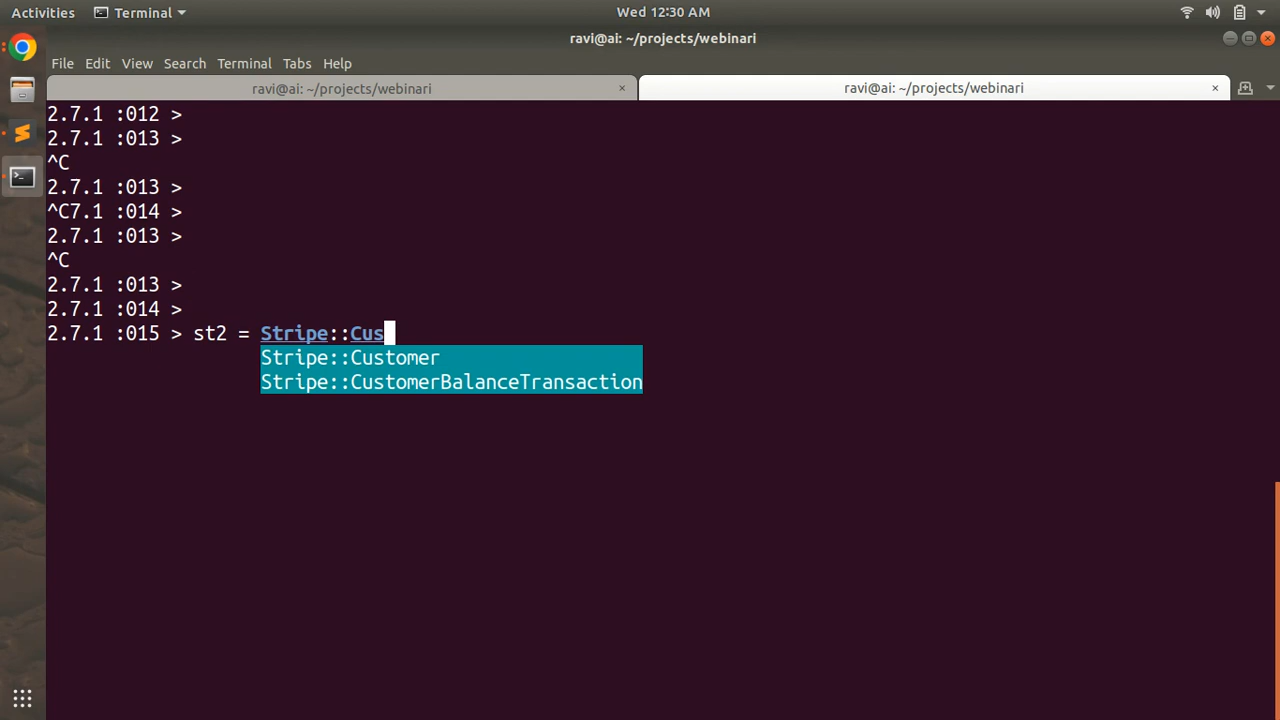 Activities Terminal Wed 12:30 AM
ravi@ai: ~/projects/webinari
File Edit View Search Terminal Tabs Help
ravi@ai: ~/projects/webinari × ravi@ai: ~/projects/webinari ×
2.7.1 :012 >
2.7.1 :013 >
^C
2.7.1 :013 >
^C7.1 :014 >
2.7.1 :013 >
^C
2.7.1 :013 >
2.7.1 :014 >
2.7.1 :015 > st2 = Stripe::Cus
Stripe::Customer
Stripe::CustomerBalanceTransaction